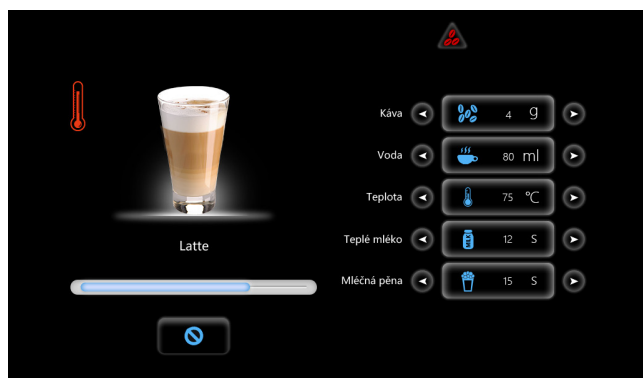 Káva 4 g
Voda 80 ml
Teplota 75 °C
Teplé mléko 12 S
Mléčná pěna 15 S
Latte